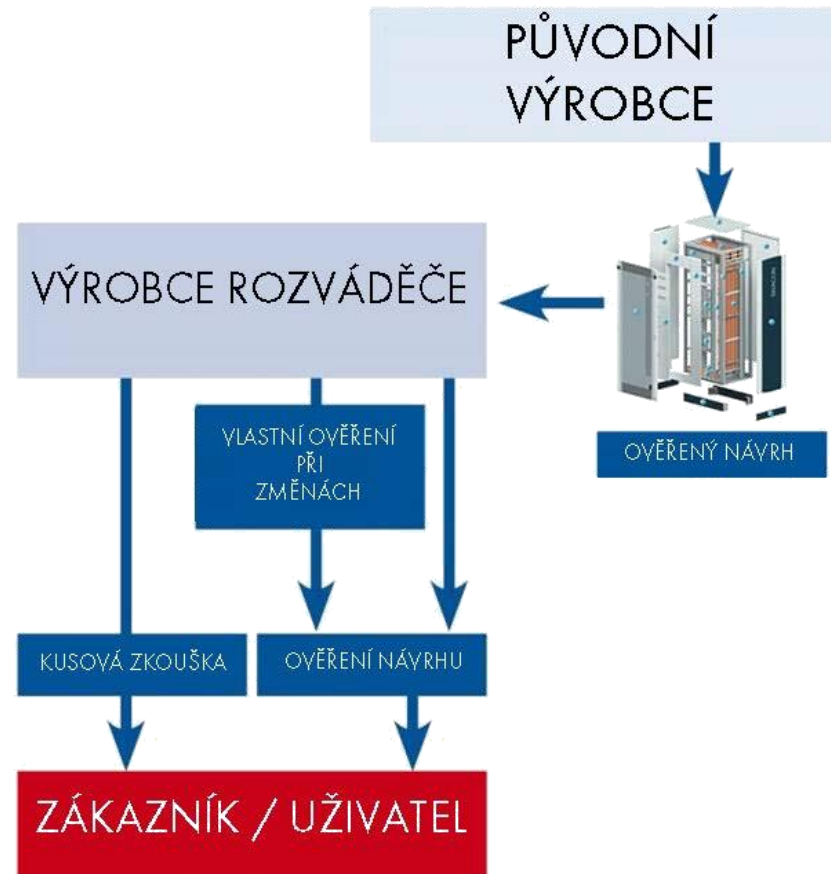 PŮVODNÍ
VÝROBCE
VÝROBCE ROZVÁDĚČE
OVĚŘENÝ NÁVRH
VLASTNÍ OVĚŘENÍ
PŘI
ZMĚNÁCH
KUSOVÁ ZKOUŠKA
OVĚŘENÍ NÁVRHU
ZÁKAZNÍK / UŽIVATEL